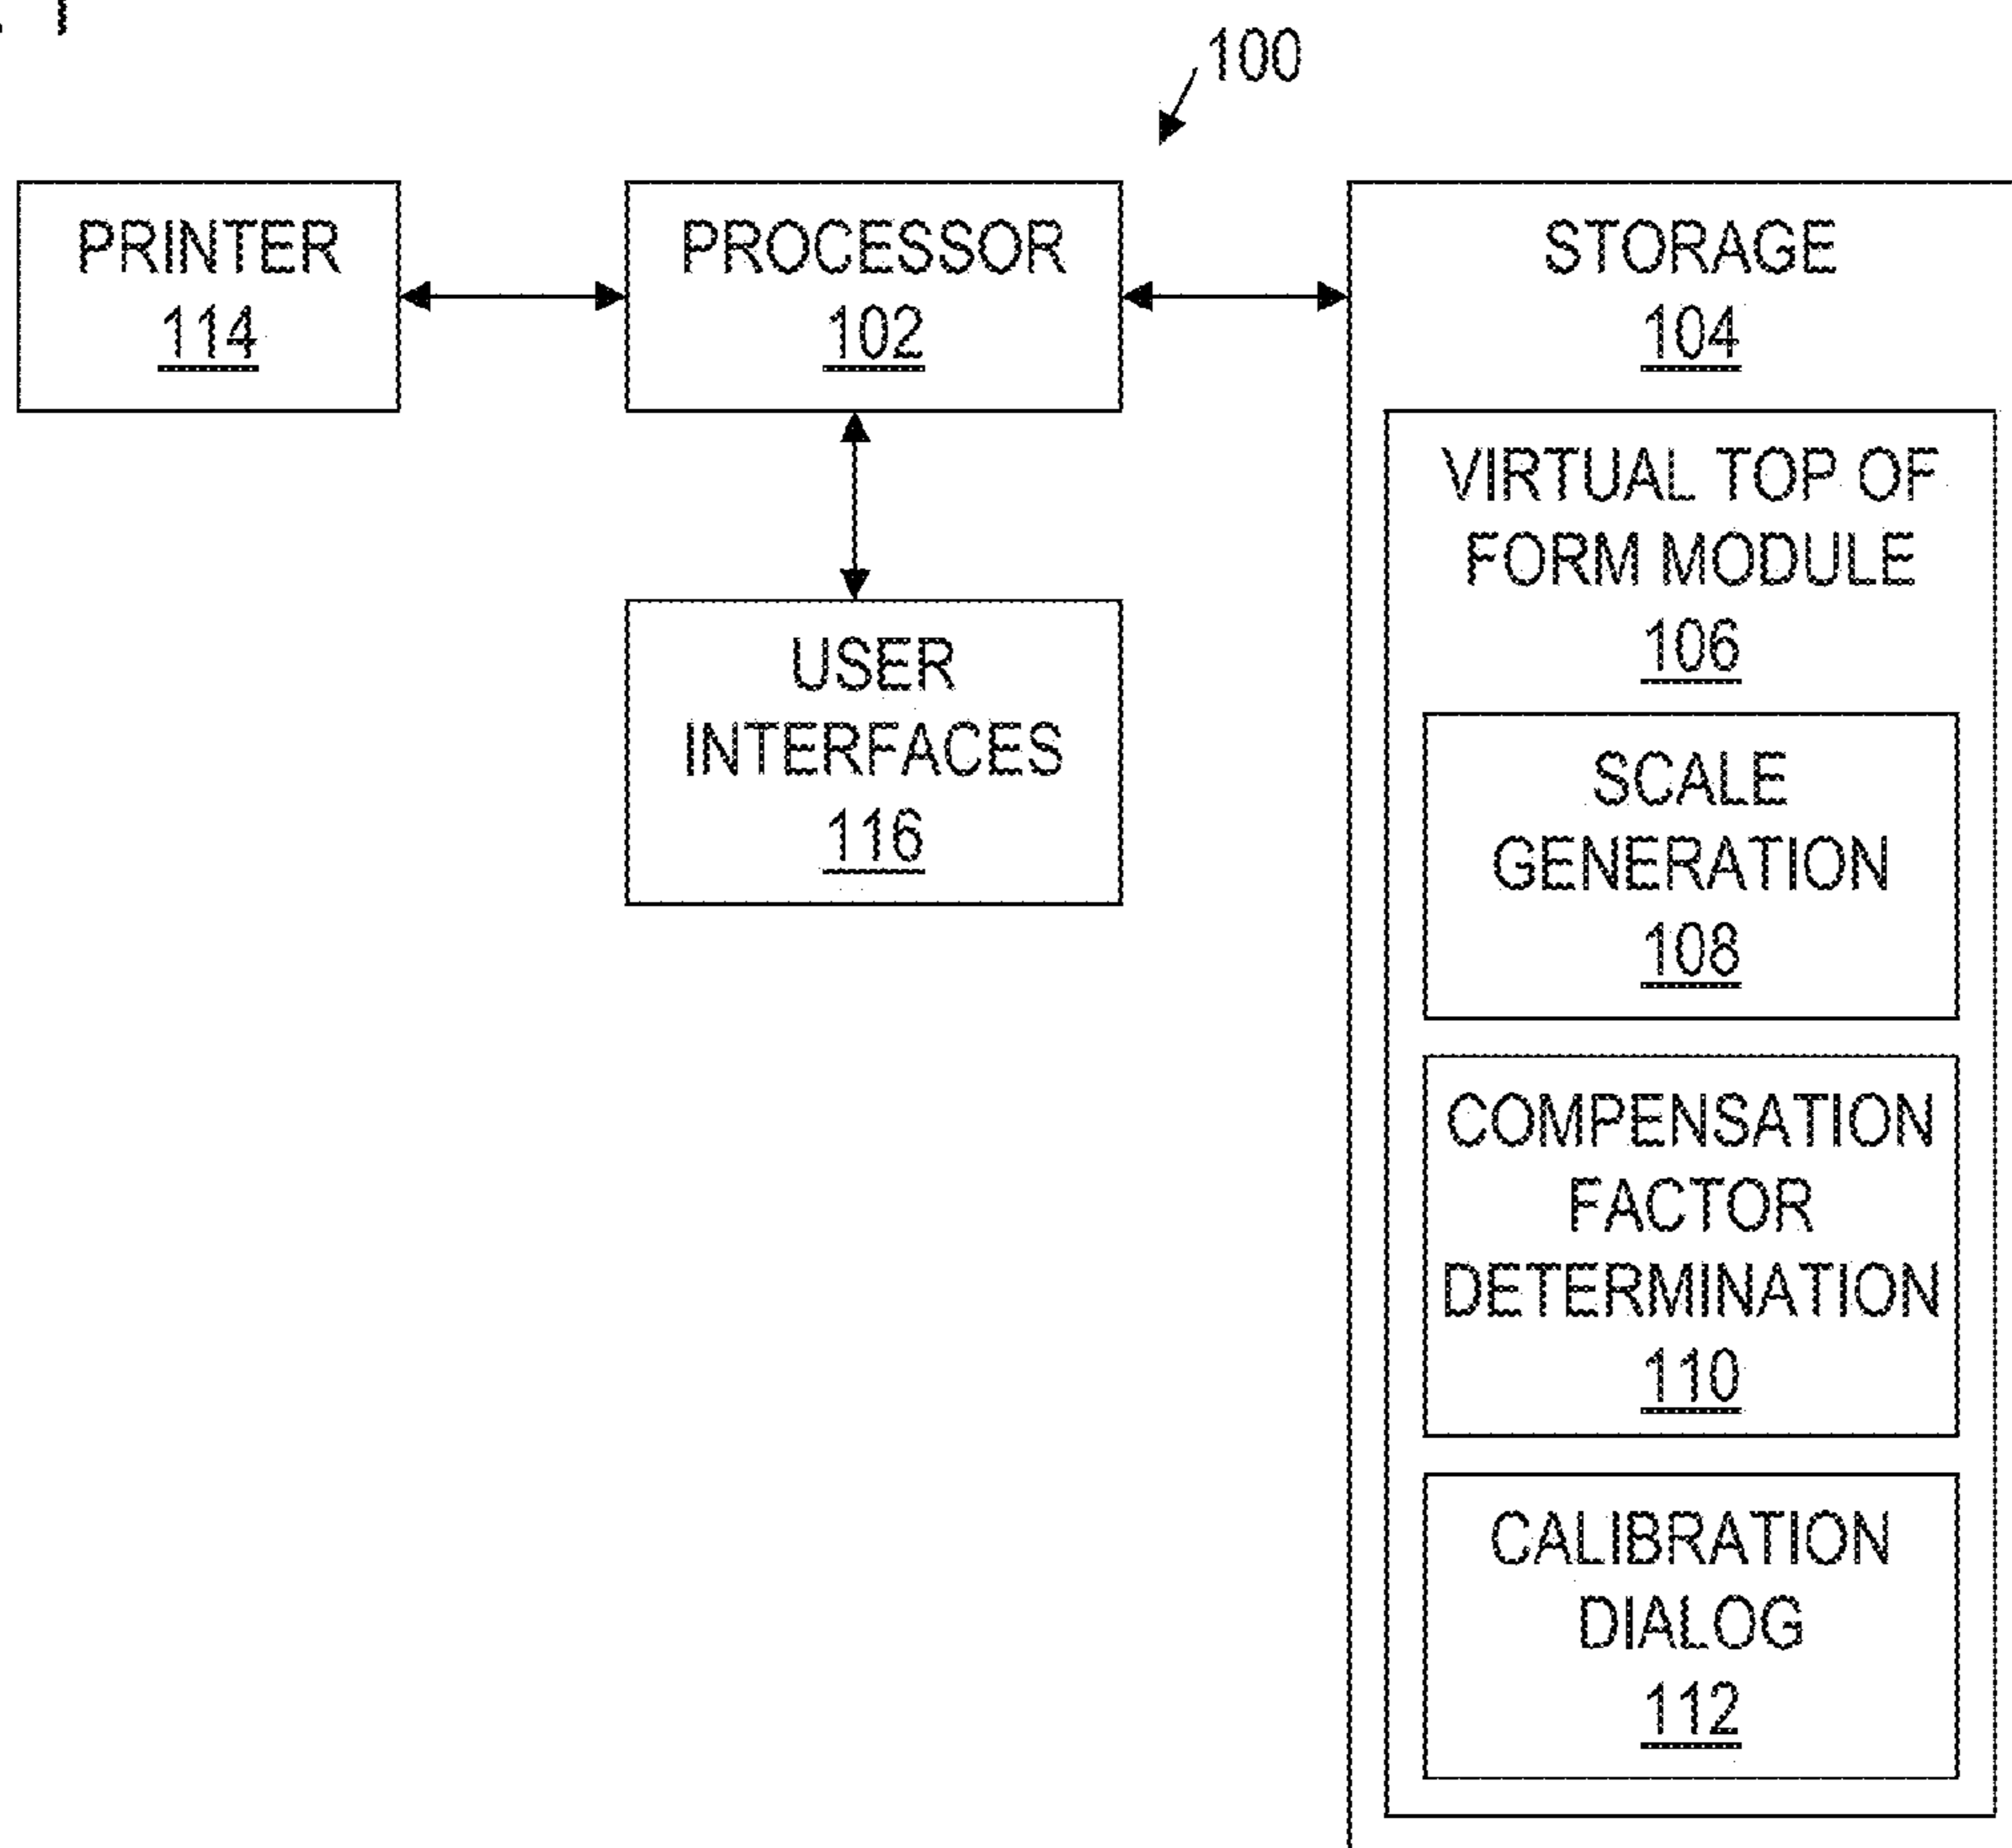 100
PRINTER
114
PROCESSOR
102
STORAGE
104
VIRTUAL TOP OF
FORM MODULE
106
USER
INTERFACES
116
SCALE
GENERATION
108
COMPENSATION
FACTOR
DETERMINATION
110
CALIBRATION
DIALOG
112